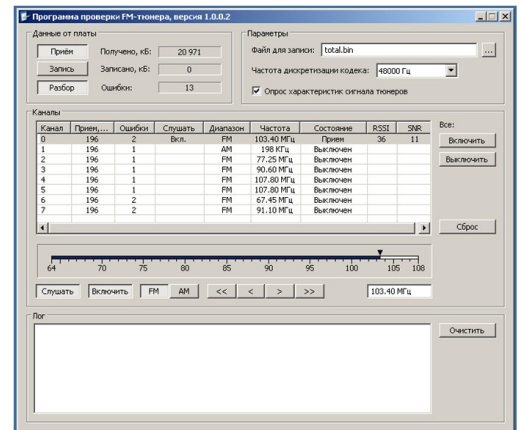 Программа проверки FM-тюнера, версия 1.0.0.2
Данные от платы
Приём Получено, кБ: 20 971
Запись Записано, кБ: 0
Разбор Ошибки: 13
Параметры
Файл для записи: total.bin ...
Частота дискретизации кодека: 48000 Гц
Опрос характеристик сигнала тюнеров
Каналы
Канал Прием,... Ошибки Слушать Диапазон Частота Состояние RSSI SNR
0 196 2 Вкл. FM 103.40 МГц Прием 36 11
1 196 1 AM 198 КГц Выключен
2 196 1 FM 77.25 МГц Выключен
3 196 1 FM 90.60 МГц Выключен
4 196 1 FM 107.80 МГц Выключен
5 196 1 FM 107.80 МГц Выключен
6 196 2 FM 67.45 МГц Выключен
7 196 2 FM 91.10 МГц Выключен
Все:
Включить
Выключить
Сброс
64 70 75 80 85 90 95 100 105 108
Слушать Включить FM AM << < > >> 103.40 МГц
Лог
Очистить